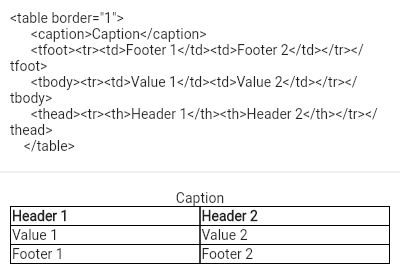 <table border="1">
<caption>Caption</caption>
<tfoot><tr><td>Footer 1</td><td>Footer 2</td></tr></
tfoot>
<tbody><tr><td>Value 1</td><td>Value 2</td></tr></
tbody>
<thead><tr><th>Header 1</th><th>Header 2</th></tr></
thead>
</table>
Caption
Header 1 Header 2
Value 1 Value 2
Footer 1 Footer 2